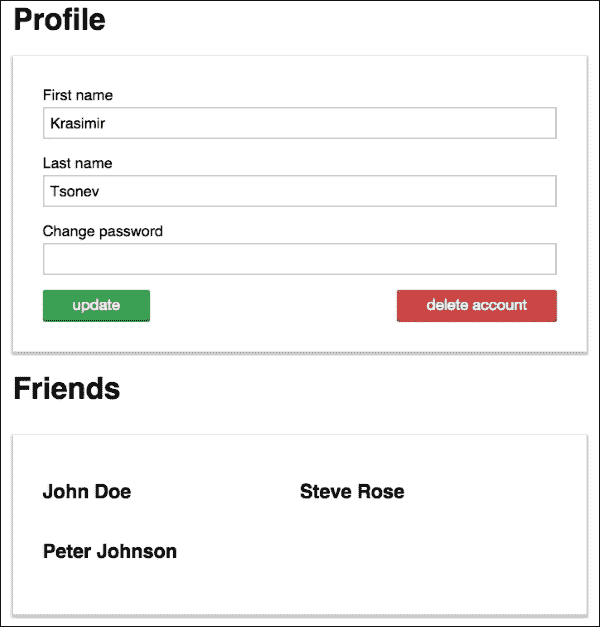 Profile
First name
Krasimir
Last name
Tsonev
Change password
update delete account
Friends
John Doe Steve Rose
Peter Johnson